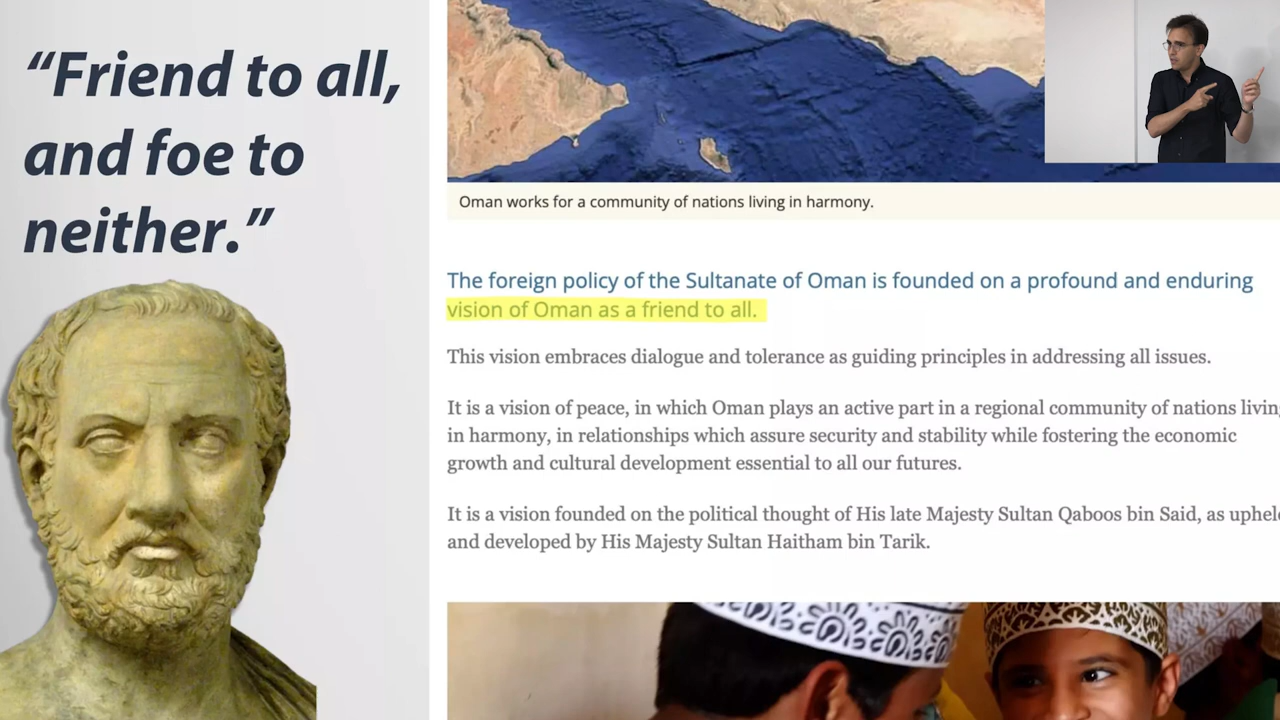 “Friend to all,
and foe to
neither.”
Oman works for a community of nations living in harmony.
The foreign policy of the Sultanate of Oman is founded on a profound and enduring
vision of Oman as a friend to all.
This vision embraces dialogue and tolerance as guiding principles in addressing all issues.
It is a vision of peace, in which Oman plays an active part in a regional community of nations livin
in harmony, in relationships which assure security and stability while fostering the economic
growth and cultural development essential to all our futures.
It is a vision founded on the political thought of His late Majesty Sultan Qaboos bin Said, as uphel
and developed by His Majesty Sultan Haitham bin Tarik.